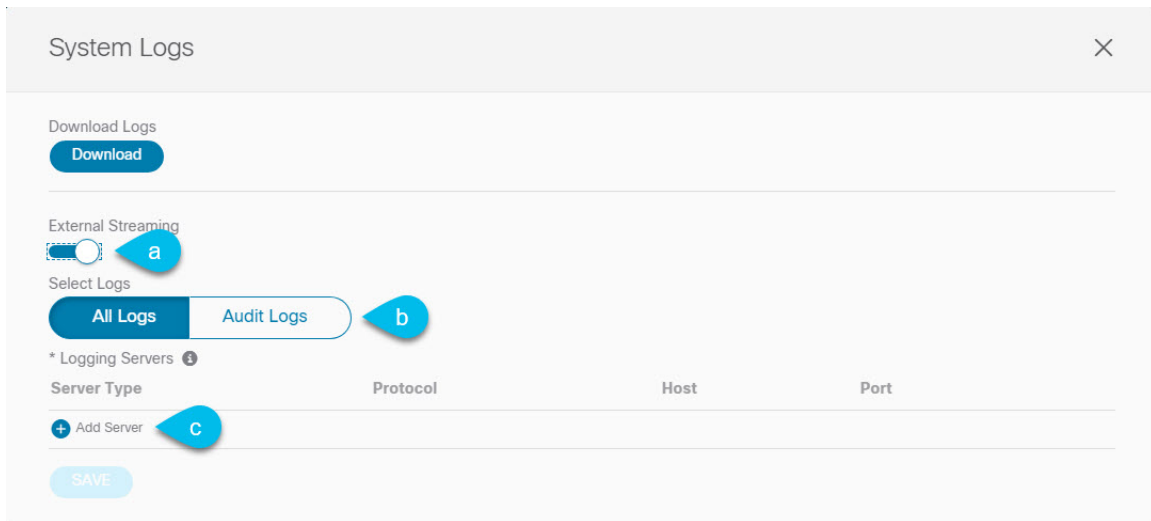 System Logs
Download Logs
Download
External Streaming
a
Select Logs
All Logs Audit Logs
b
* Logging Servers
Server Type Protocol Host Port
Add Server
c
SAVE